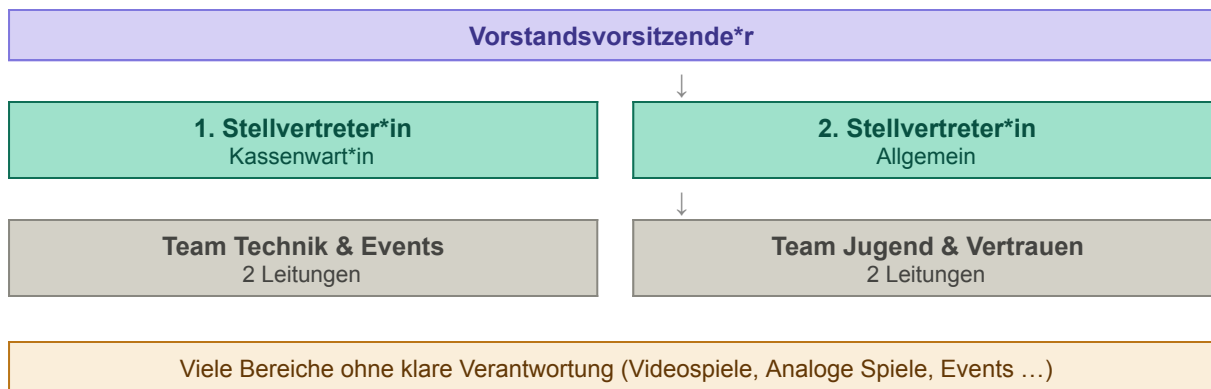 Vorstandsvorsitzende*r
↓
1. Stellvertreter*in
Kassenwart*in
2. Stellvertreter*in
Allgemein
↓
Team Technik & Events
2 Leitungen
Team Jugend & Vertrauen
2 Leitungen
Viele Bereiche ohne klare Verantwortung (Videospiele, Analoge Spiele, Events …)